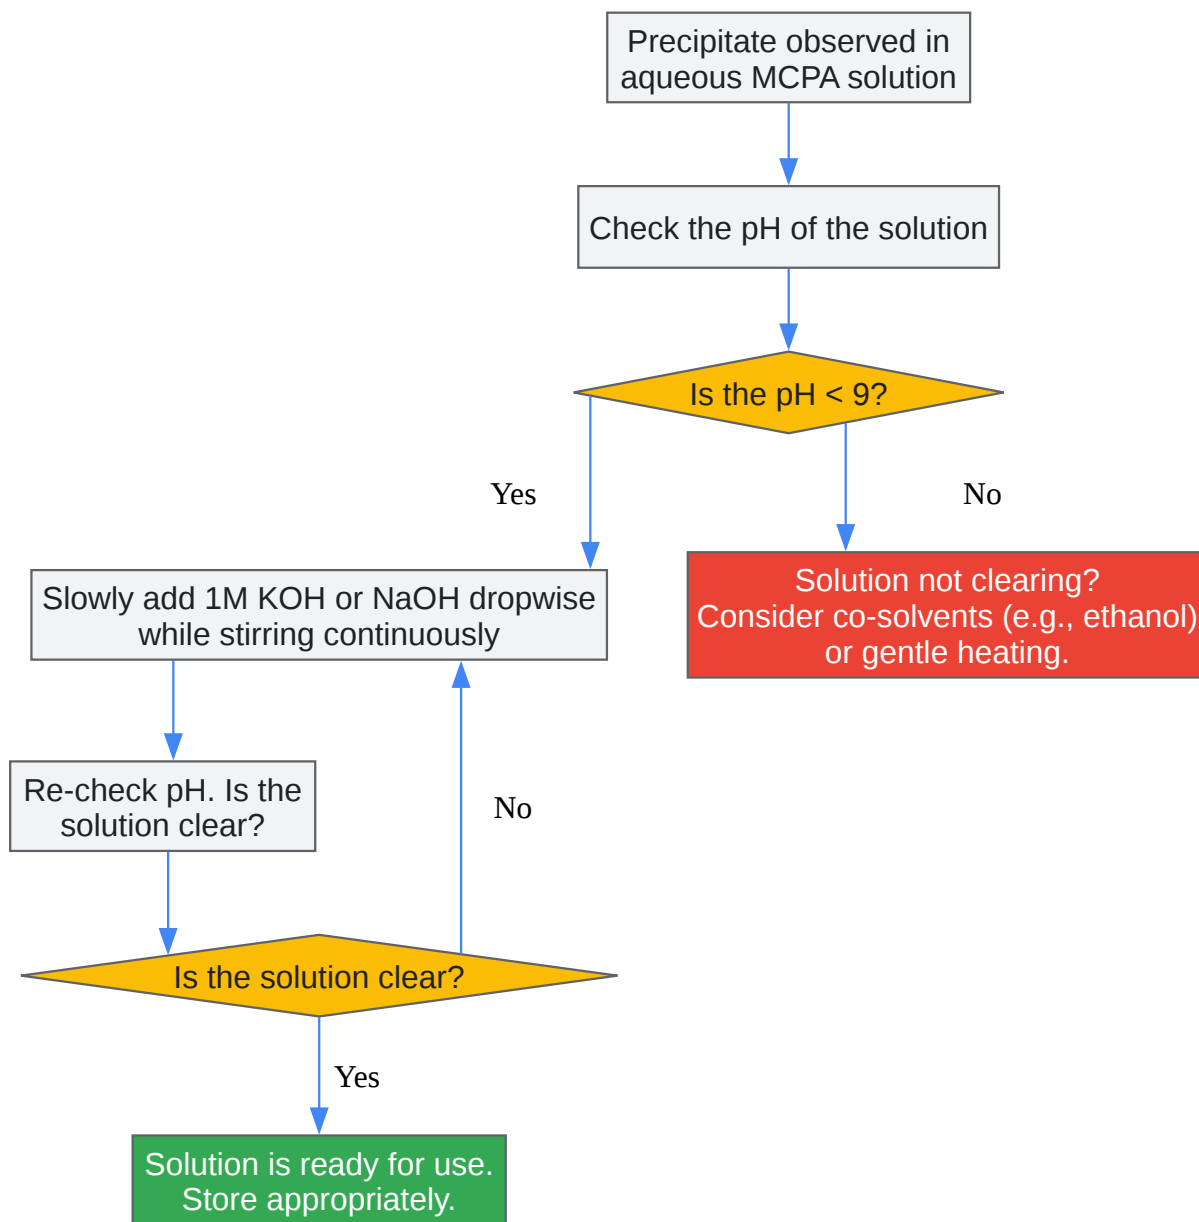 Precipitate observed in
aqueous MCPA solution
Check the pH of the solution
Is the pH < 9?
Yes
No
Slowly add 1M KOH or NaOH dropwise
while stirring continuously
Solution not clearing?
Consider co-solvents (e.g., ethanol)
or gentle heating.
Re-check pH. Is the
solution clear?
No
Is the solution clear?
Yes
Solution is ready for use.
Store appropriately.